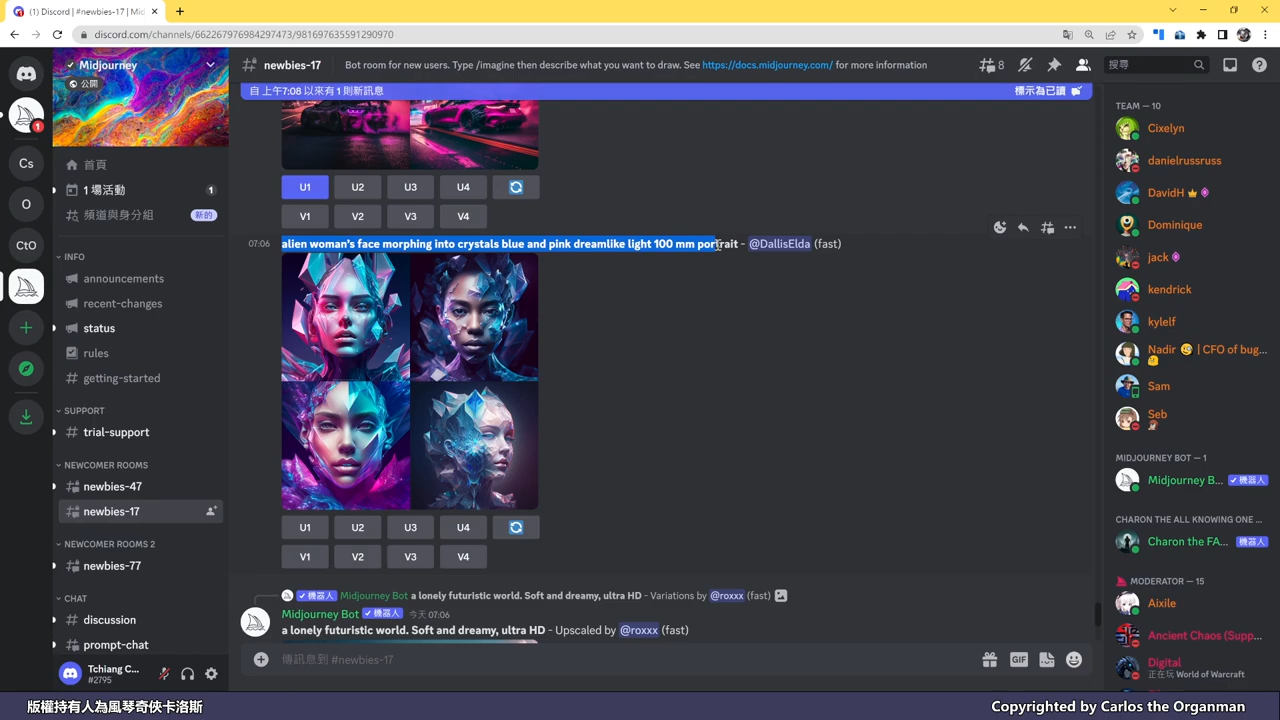 (1) Discord | #newbies-17 | Mid
discord.com/channels/662267976984297473/981697635591290970
Midjourney
公開
newbies-17
Bot room for new users. Type /imagine then describe what you want to draw. See https://docs.midjourney.com/ for more information
8
搜尋
自 上午7:08 以來有 1 則新訊息
標示為已讀
1
Cs
O
CtO
首頁
1 場活動
1
頻道與身分組
新的
INFO
announcements
recent-changes
status
rules
getting-started
SUPPORT
trial-support
NEWCOMER ROOMS
newbies-47
newbies-17
NEWCOMER ROOMS 2
newbies-77
CHAT
discussion
prompt-chat
Tchiang C...
#2795
U1 U2 U3 U4
V1 V2 V3 V4
07:06 alien woman's face morphing into crystals blue and pink dreamlike light 100 mm portrait - @DallisElda (fast)
U1 U2 U3 U4
V1 V2 V3 V4
機器人 Midjourney Bot a lonely futuristic world. Soft and dreamy, ultra HD - Variations by @roxxx (fast)
Midjourney Bot 機器人 今天 07:06
a lonely futuristic world. Soft and dreamy, ultra HD - Upscaled by @roxxx (fast)
傳訊息到 #newbies-17
GIF
TEAM — 10
Cixelyn
danielrussruss
DavidH
Dominique
jack
kendrick
kylelf
Nadir | CFO of bug...
Sam
Seb
MIDJOURNEY BOT — 1
Midjourney B... 機器人
CHARON THE ALL KNOWING ONE ...
Charon the FA... 機器人
MODERATOR — 15
Aixile
Ancient Chaos (Supp...
Digital
正在玩 World of Warcraft
版權持有人為風琴奇俠卡洛斯
Copyrighted by Carlos the Organman